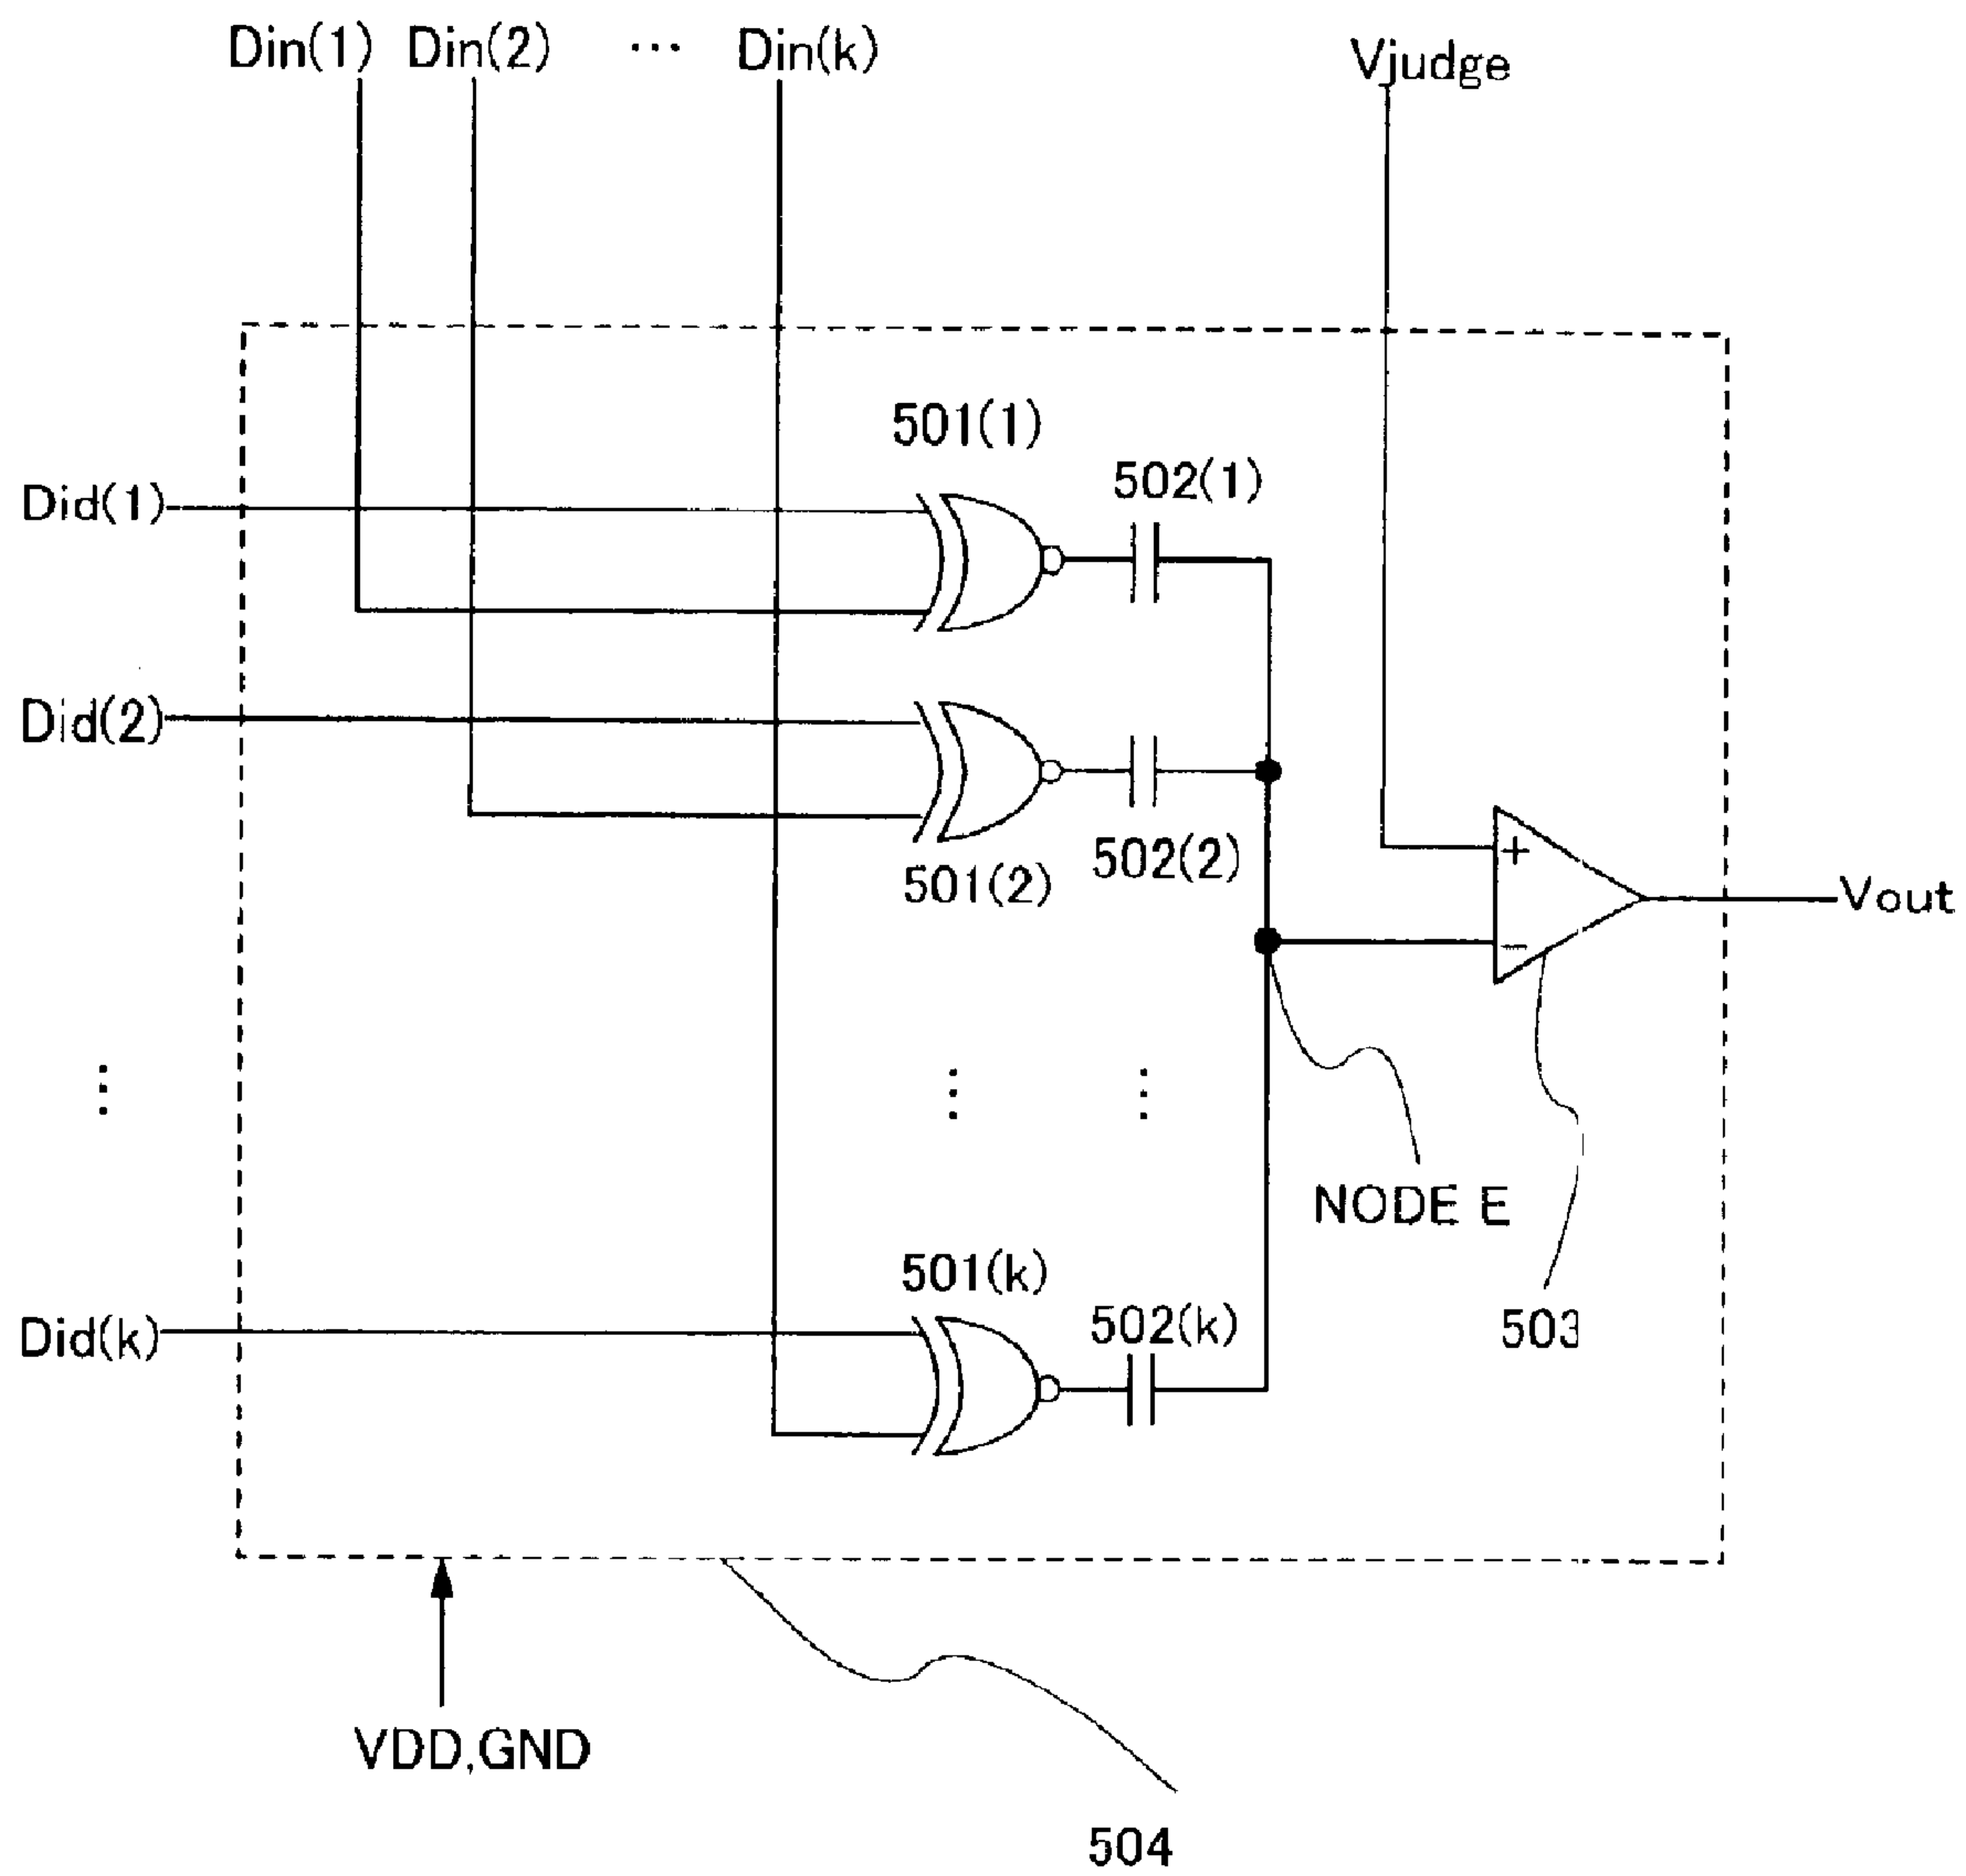 Din(1) Din(2) ··· Din(k)
Vjudge
501(1)
502(1)
Did(1)
Did(2)
502(2)
501(2)
+
−
Vout
NODE E
501(k)
502(k)
503
Did(k)
VDD,GND
504